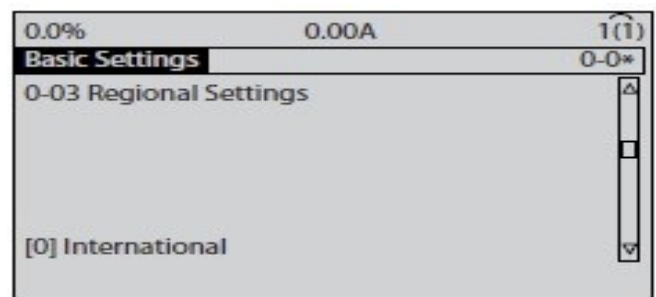 0.0% 0.00A 1(1)
Basic Settings 0-0*
0-03 Regional Settings
[0] International